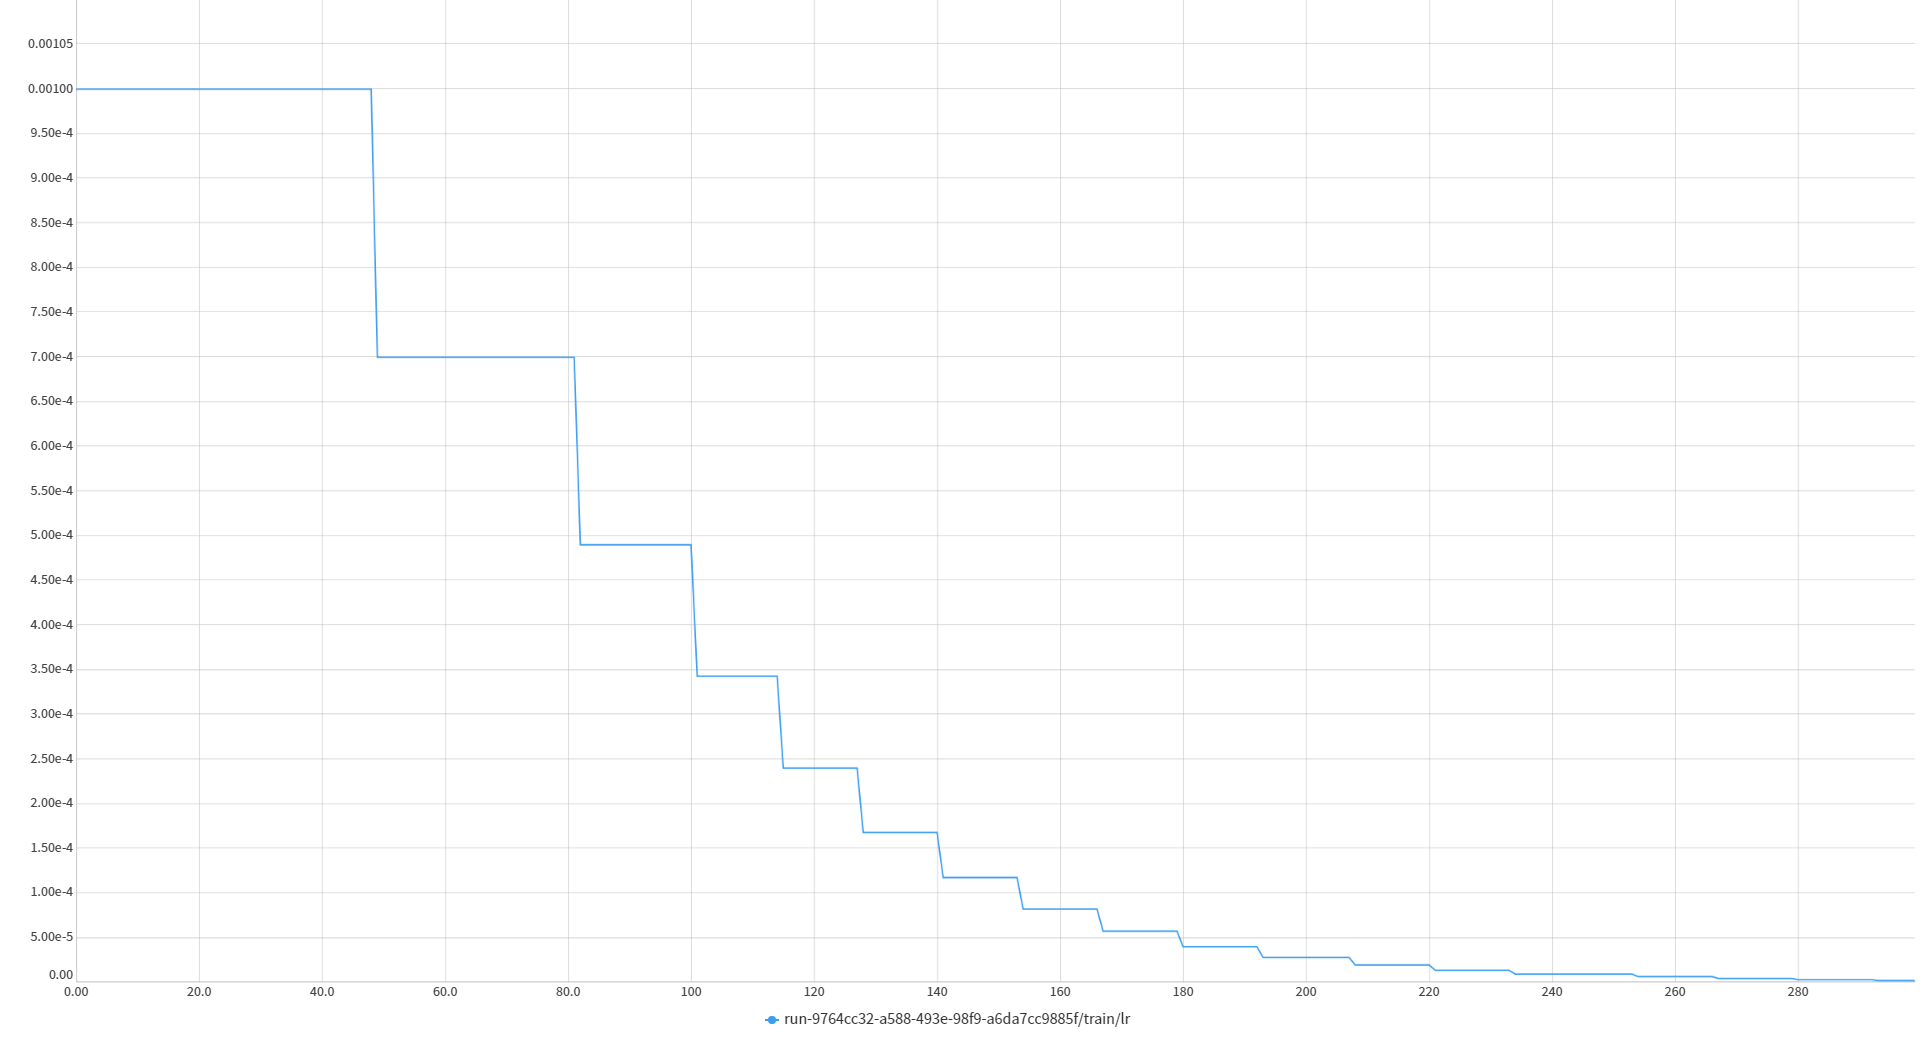 0.00105
0.00100
9.50e-4
9.00e-4
8.50e-4
8.00e-4
7.50e-4
7.00e-4
6.50e-4
6.00e-4
5.50e-4
5.00e-4
4.50e-4
4.00e-4
3.50e-4
3.00e-4
2.50e-4
2.00e-4
1.50e-4
1.00e-4
5.00e-5
0.00
0.00 20.0 40.0 60.0 80.0 100 120 140 160 180 200 220 240 260 280
run-9764cc32-a588-493e-98f9-a6da7cc9885f/train/lr